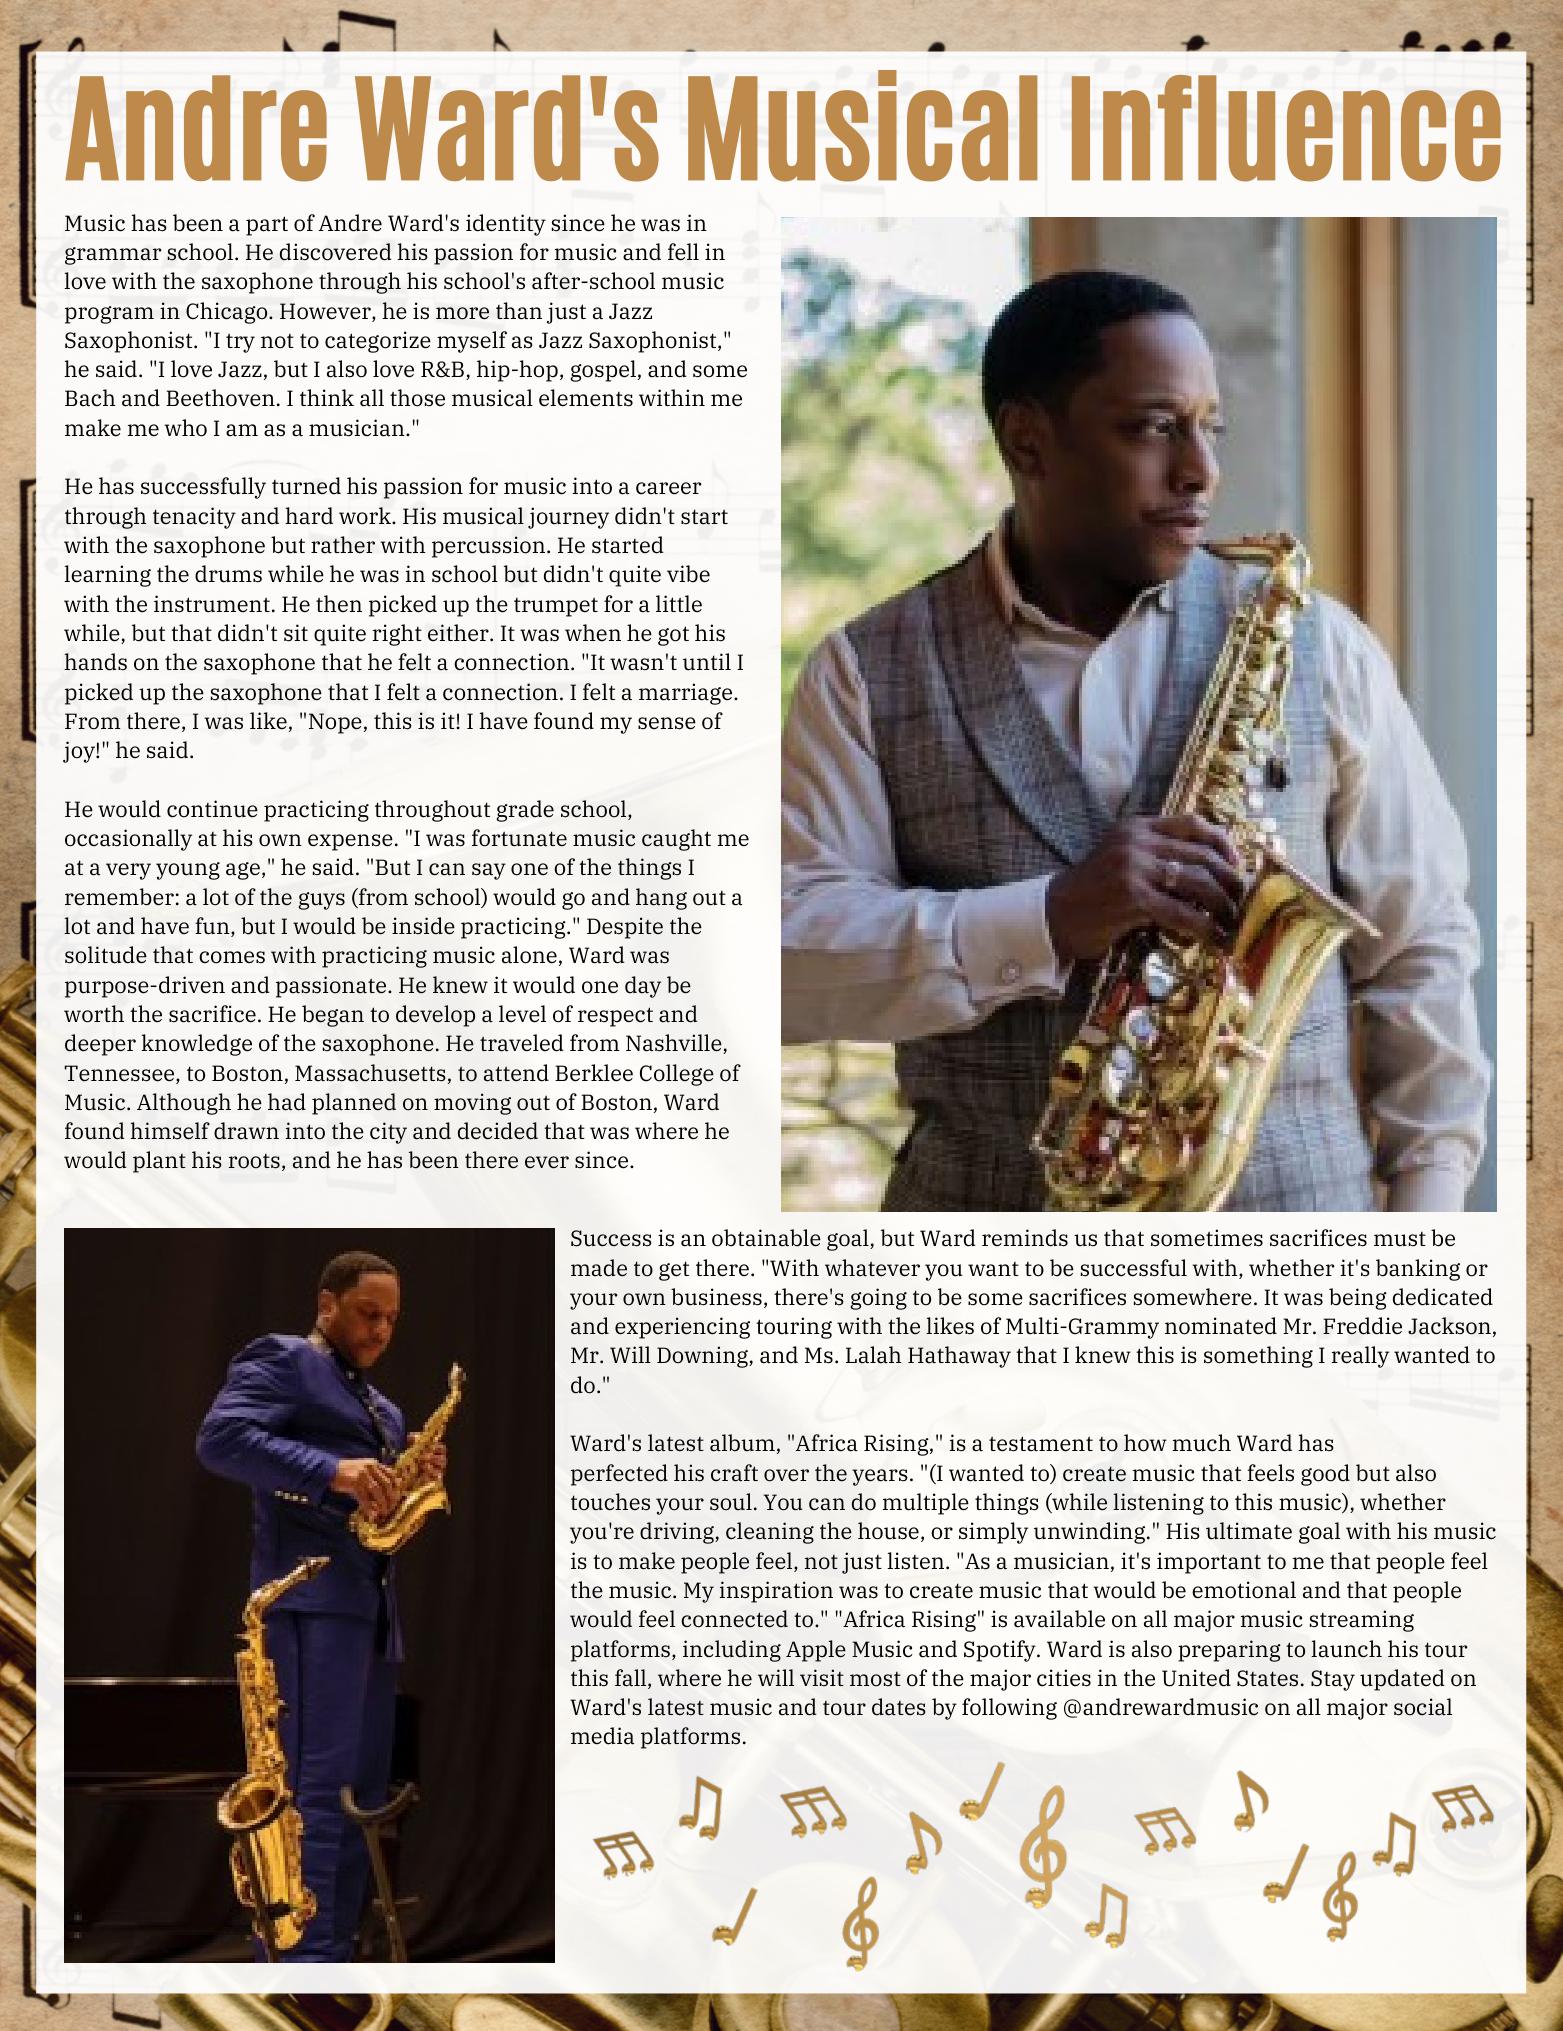 Andre Ward's Musical Influence
Music has been a part of Andre Ward's identity since he was in
grammar school. He discovered his passion for music and fell in
love with the saxophone through his school's after-school music
program in Chicago. However, he is more than just a Jazz
Saxophonist. "I try not to categorize myself as Jazz Saxophonist,"
he said. "I love Jazz, but I also love R&B, hip-hop, gospel, and some
Bach and Beethoven. I think all those musical elements within me
make me who I am as a musician."
He has successfully turned his passion for music into a career
through tenacity and hard work. His musical journey didn't start
with the saxophone but rather with percussion. He started
learning the drums while he was in school but didn't quite vibe
with the instrument. He then picked up the trumpet for a little
while, but that didn't sit quite right either. It was when he got his
hands on the saxophone that he felt a connection. "It wasn't until I
picked up the saxophone that I felt a connection. I felt a marriage.
From there, I was like, "Nope, this is it! I have found my sense of
joy!" he said.
He would continue practicing throughout grade school,
occasionally at his own expense. "I was fortunate music caught me
at a very young age," he said. "But I can say one of the things I
remember: a lot of the guys (from school) would go and hang out a
lot and have fun, but I would be inside practicing." Despite the
solitude that comes with practicing music alone, Ward was
purpose-driven and passionate. He knew it would one day be
worth the sacrifice. He began to develop a level of respect and
deeper knowledge of the saxophone. He traveled from Nashville,
Tennessee, to Boston, Massachusetts, to attend Berklee College of
Music. Although he had planned on moving out of Boston, Ward
found himself drawn into the city and decided that was where he
would plant his roots, and he has been there ever since.
Success is an obtainable goal, but Ward reminds us that sometimes sacrifices must be
made to get there. "With whatever you want to be successful with, whether it's banking or
your own business, there's going to be some sacrifices somewhere. It was being dedicated
and experiencing touring with the likes of Multi-Grammy nominated Mr. Freddie Jackson,
Mr. Will Downing, and Ms. Lalah Hathaway that I knew this is something I really wanted to
do."
Ward's latest album, "Africa Rising," is a testament to how much Ward has
perfected his craft over the years. "(I wanted to) create music that feels good but also
touches your soul. You can do multiple things (while listening to this music), whether
you're driving, cleaning the house, or simply unwinding." His ultimate goal with his music
is to make people feel, not just listen. "As a musician, it's important to me that people feel
the music. My inspiration was to create music that would be emotional and that people
would feel connected to." "Africa Rising" is available on all major music streaming
platforms, including Apple Music and Spotify. Ward is also preparing to launch his tour
this fall, where he will visit most of the major cities in the United States. Stay updated on
Ward's latest music and tour dates by following @andrewardmusic on all major social
media platforms.